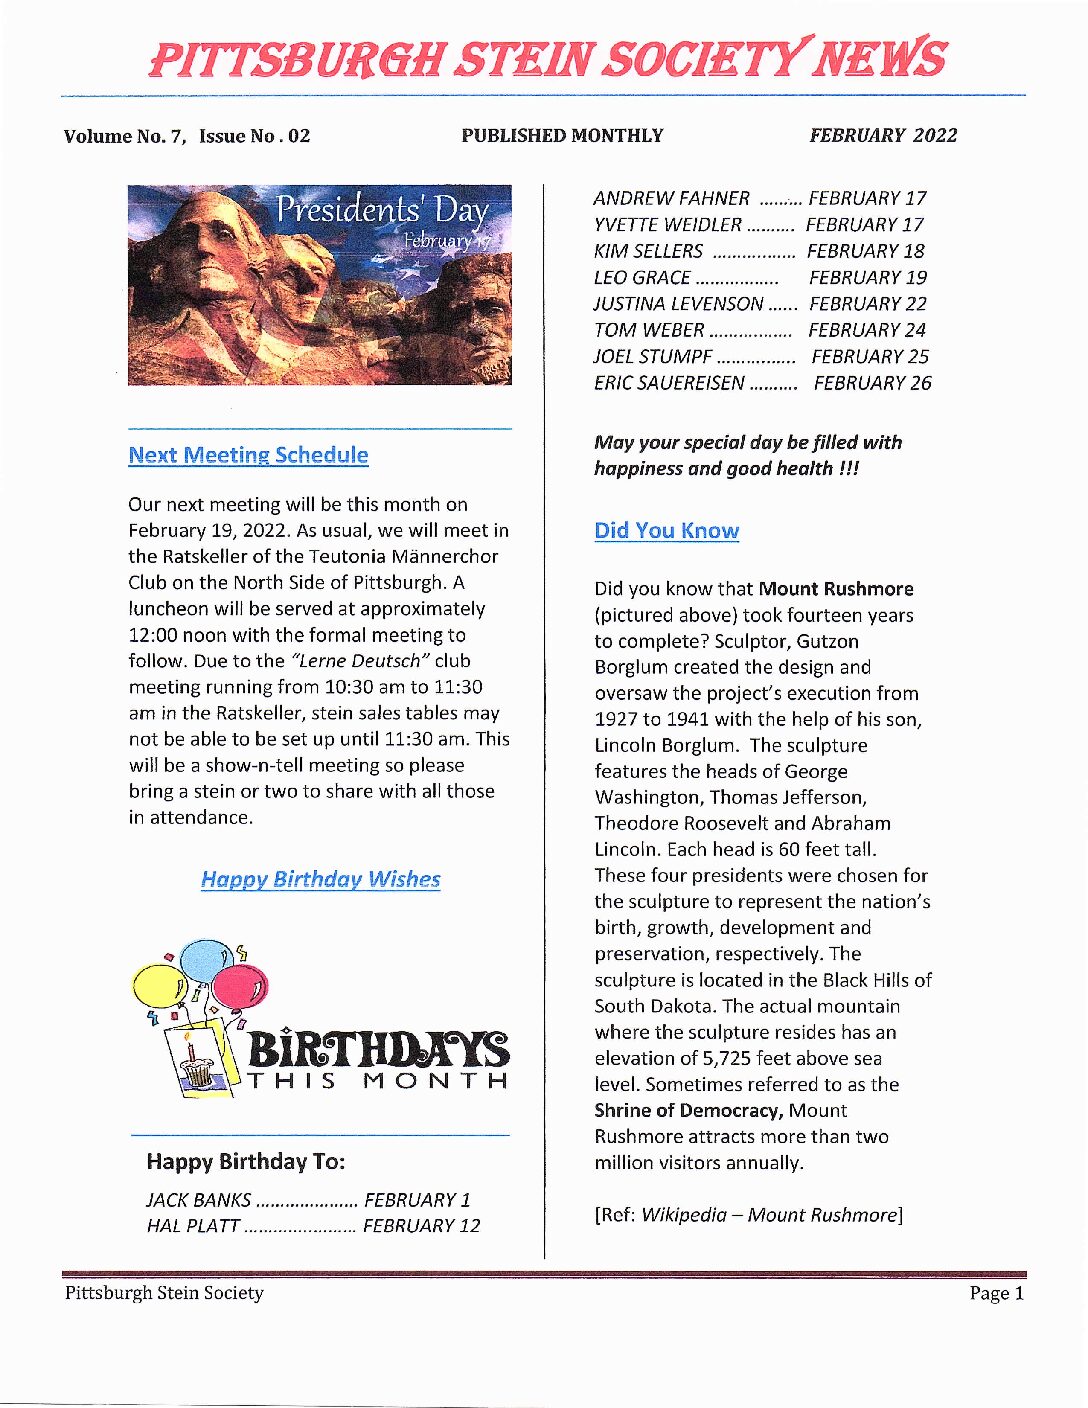 PITTSBURGH STEIN SOCIETY NEWS
Volume No. 7, Issue No . 02 PUBLISHED MONTHLY FEBRUARY 2022
Presidents' Day
February 17
Next Meeting Schedule
Our next meeting will be this month on
February 19, 2022. As usual, we will meet in
the Ratskeller of the Teutonia Männerchor
Club on the North Side of Pittsburgh. A
luncheon will be served at approximately
12:00 noon with the formal meeting to
follow. Due to the "Lerne Deutsch" club
meeting running from 10:30 am to 11:30
am in the Ratskeller, stein sales tables may
not be able to be set up until 11:30 am. This
will be a show-n-tell meeting so please
bring a stein or two to share with all those
in attendance.
Happy Birthday Wishes
BIRTHDAYS
THIS MONTH
Happy Birthday To:
JACK BANKS ..................... FEBRUARY 1
HAL PLATT ....................... FEBRUARY 12
ANDREW FAHNER ......... FEBRUARY 17
YVETTE WEIDLER .......... FEBRUARY 17
KIM SELLERS ................. FEBRUARY 18
LEO GRACE ................. FEBRUARY 19
JUSTINA LEVENSON ...... FEBRUARY 22
TOM WEBER ................. FEBRUARY 24
JOEL STUMPF ................ FEBRUARY 25
ERIC SAUEREISEN .......... FEBRUARY 26
May your special day be filled with
happiness and good health !!!
Did You Know
Did you know that Mount Rushmore
(pictured above) took fourteen years
to complete? Sculptor, Gutzon
Borglum created the design and
oversaw the project's execution from
1927 to 1941 with the help of his son,
Lincoln Borglum. The sculpture
features the heads of George
Washington, Thomas Jefferson,
Theodore Roosevelt and Abraham
Lincoln. Each head is 60 feet tall.
These four presidents were chosen for
the sculpture to represent the nation's
birth, growth, development and
preservation, respectively. The
sculpture is located in the Black Hills of
South Dakota. The actual mountain
where the sculpture resides has an
elevation of 5,725 feet above sea
level. Sometimes referred to as the
Shrine of Democracy, Mount
Rushmore attracts more than two
million visitors annually.
[Ref: Wikipedia – Mount Rushmore]
Pittsburgh Stein Society Page 1